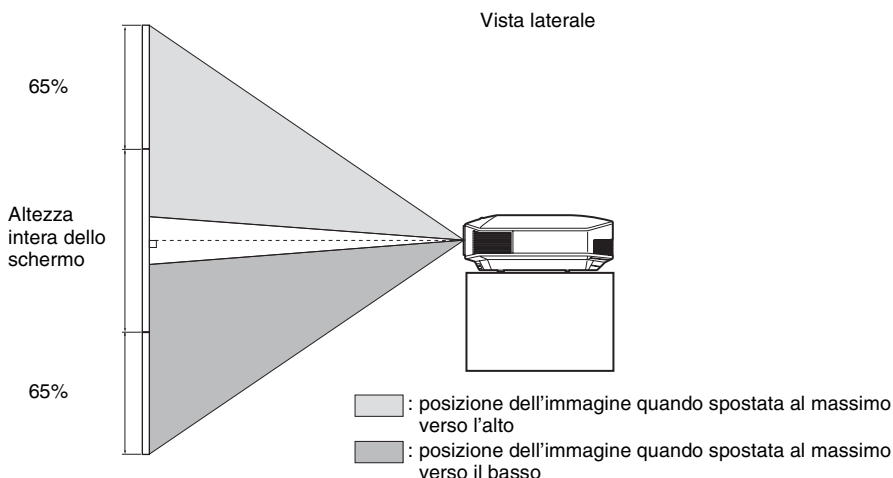 Vista laterale
65%
Altezza
intera dello
schermo
65%
: posizione dell'immagine quando spostata al massimo
verso l'alto
: posizione dell'immagine quando spostata al massimo
verso il basso